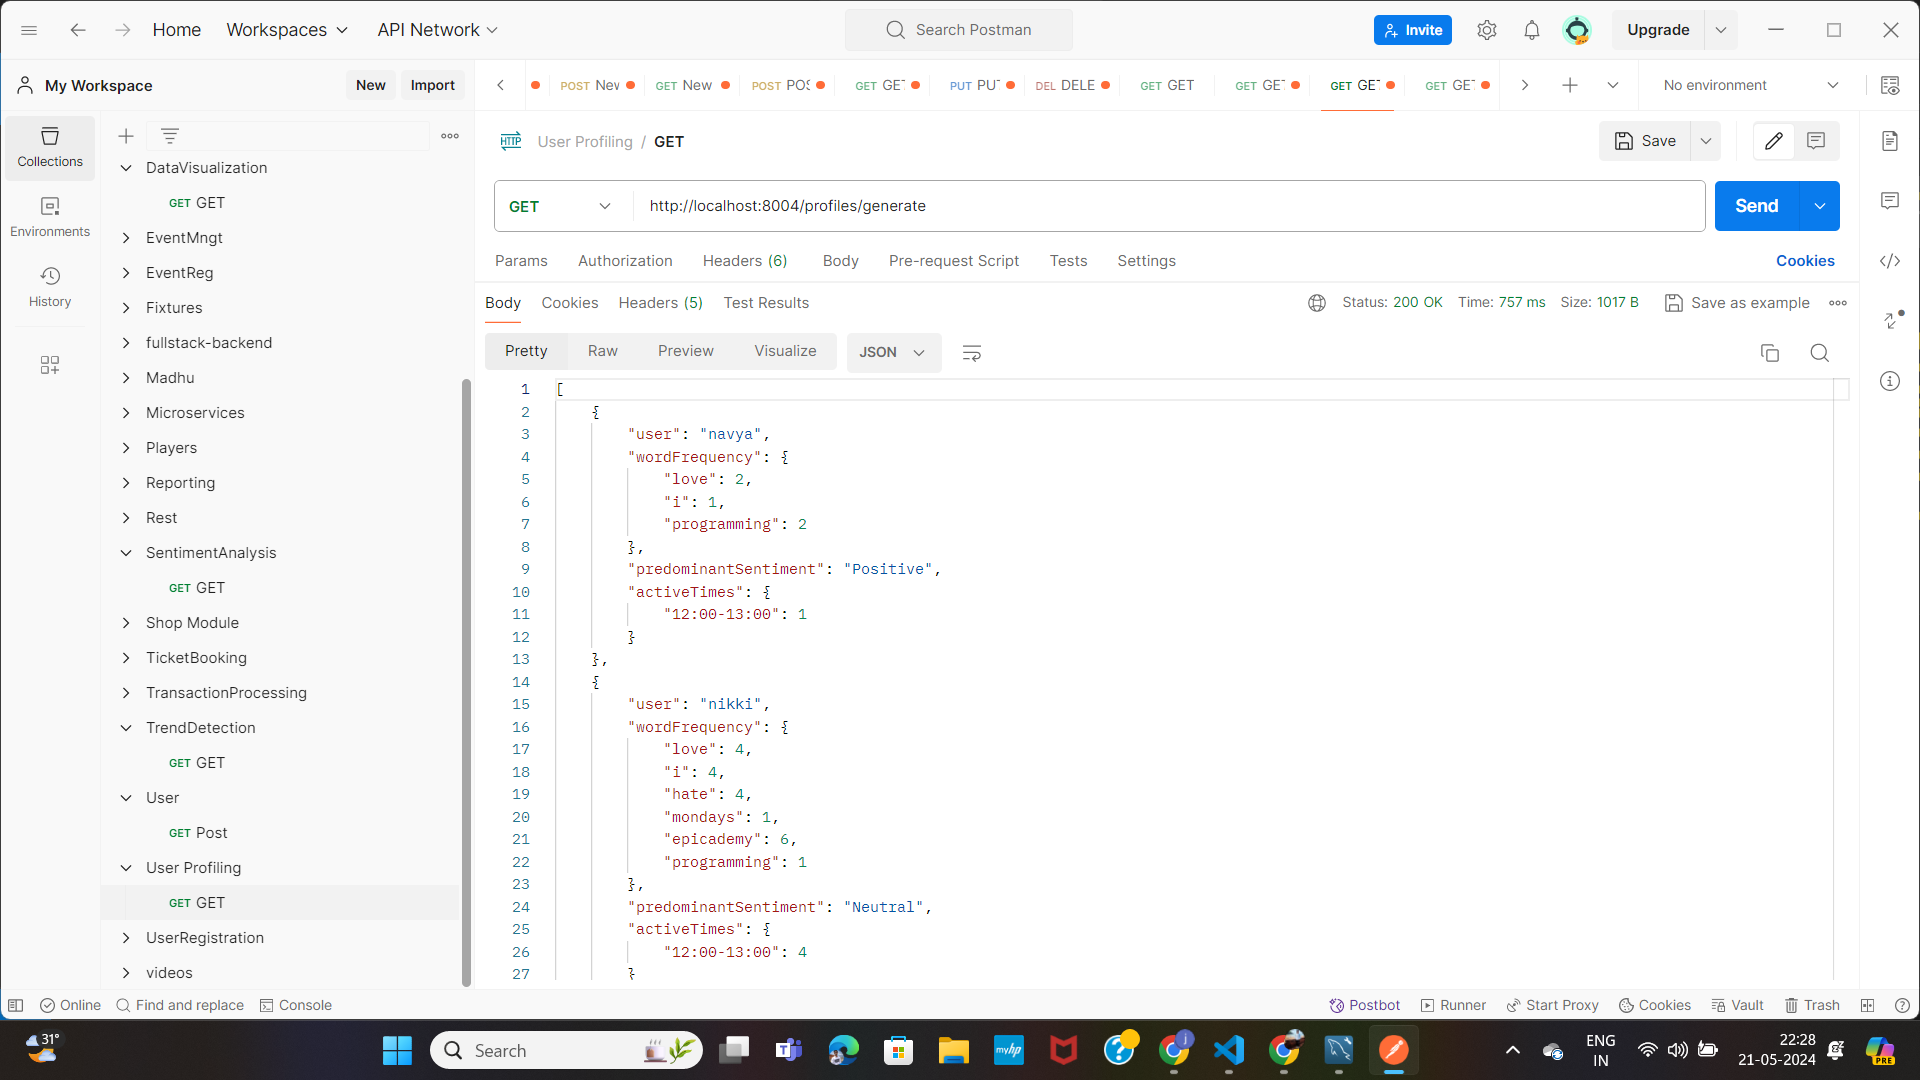 Home
Workspaces
API Network
Search Postman
Invite
Upgrade
My Workspace
New
Import
POST New
GET New
POST POS
GET GET
PUT PUT
DEL DELE
GET GET
GET GET
GET GET
GET GET
No environment
Collections
Environments
History
DataVisualization
GET GET
EventMngt
EventReg
Fixtures
fullstack-backend
Madhu
Microservices
Players
Reporting
Rest
SentimentAnalysis
GET GET
Shop Module
TicketBooking
TransactionProcessing
TrendDetection
GET GET
User
GET Post
User Profiling
GET GET
UserRegistration
videos
HTTP User Profiling / GET
Save
GET
http://localhost:8004/profiles/generate
Send
Params Authorization Headers (6) Body Pre-request Script Tests Settings
Cookies
Body Cookies Headers (5) Test Results
Status: 200 OK Time: 757 ms Size: 1017 B
Save as example
Pretty Raw Preview Visualize
JSON
1 [
2 {
3 "user": "navya",
4 "wordFrequency": {
5 "love": 2,
6 "i": 1,
7 "programming": 2
8 },
9 "predominantSentiment": "Positive",
10 "activeTimes": {
11 "12:00-13:00": 1
12 }
13 },
14 {
15 "user": "nikki",
16 "wordFrequency": {
17 "love": 4,
18 "i": 4,
19 "hate": 4,
20 "mondays": 1,
21 "epicademy": 6,
22 "programming": 1
23 },
24 "predominantSentiment": "Neutral",
25 "activeTimes": {
26 "12:00-13:00": 4
27 }
Online
Find and replace
Console
Postbot
Runner
Start Proxy
Cookies
Vault
Trash
31°
Search
myhp
ENG
IN
22:28
21-05-2024
PRE